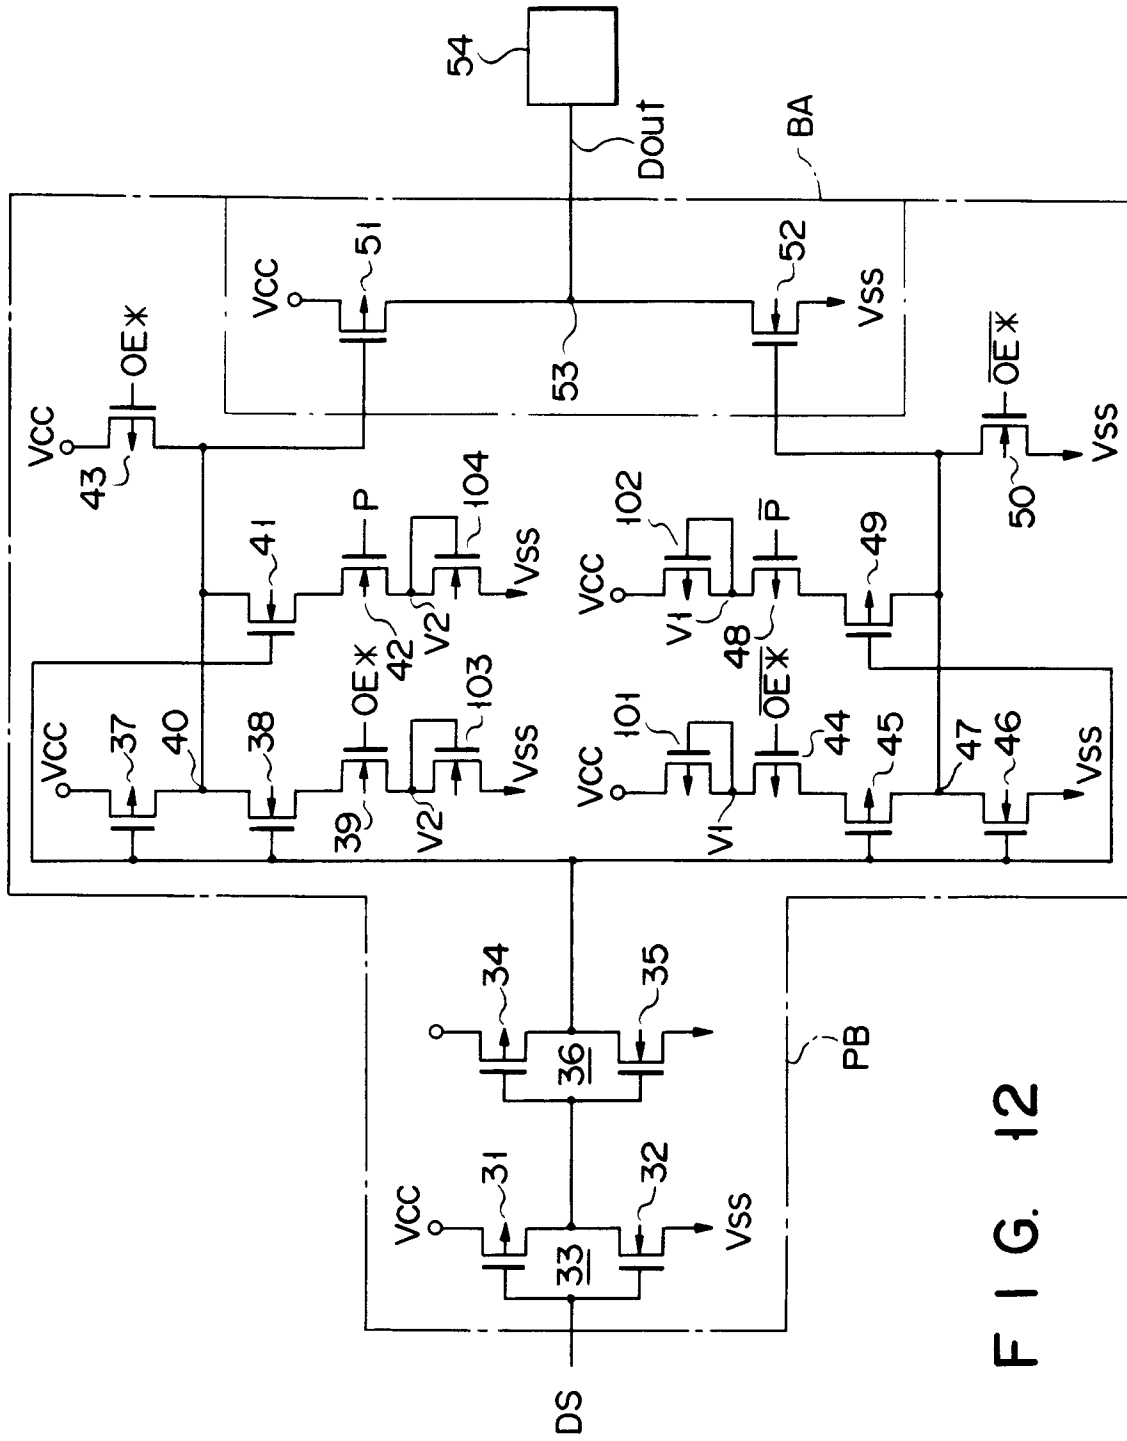 54
Dout
BA
VCC
51
53
52
VSS
VCC
OE*
43
OE*
50
VSS
41
P
42
V2
104
VSS
VCC
102
V1
P
48
49
VCC
37
40
38
OE*
39
V2
103
VSS
VCC
101
V1
OE*
44
45
47
46
VSS
34
36
35
PB
VCC
31
33
32
VSS
DS
FIG. 12